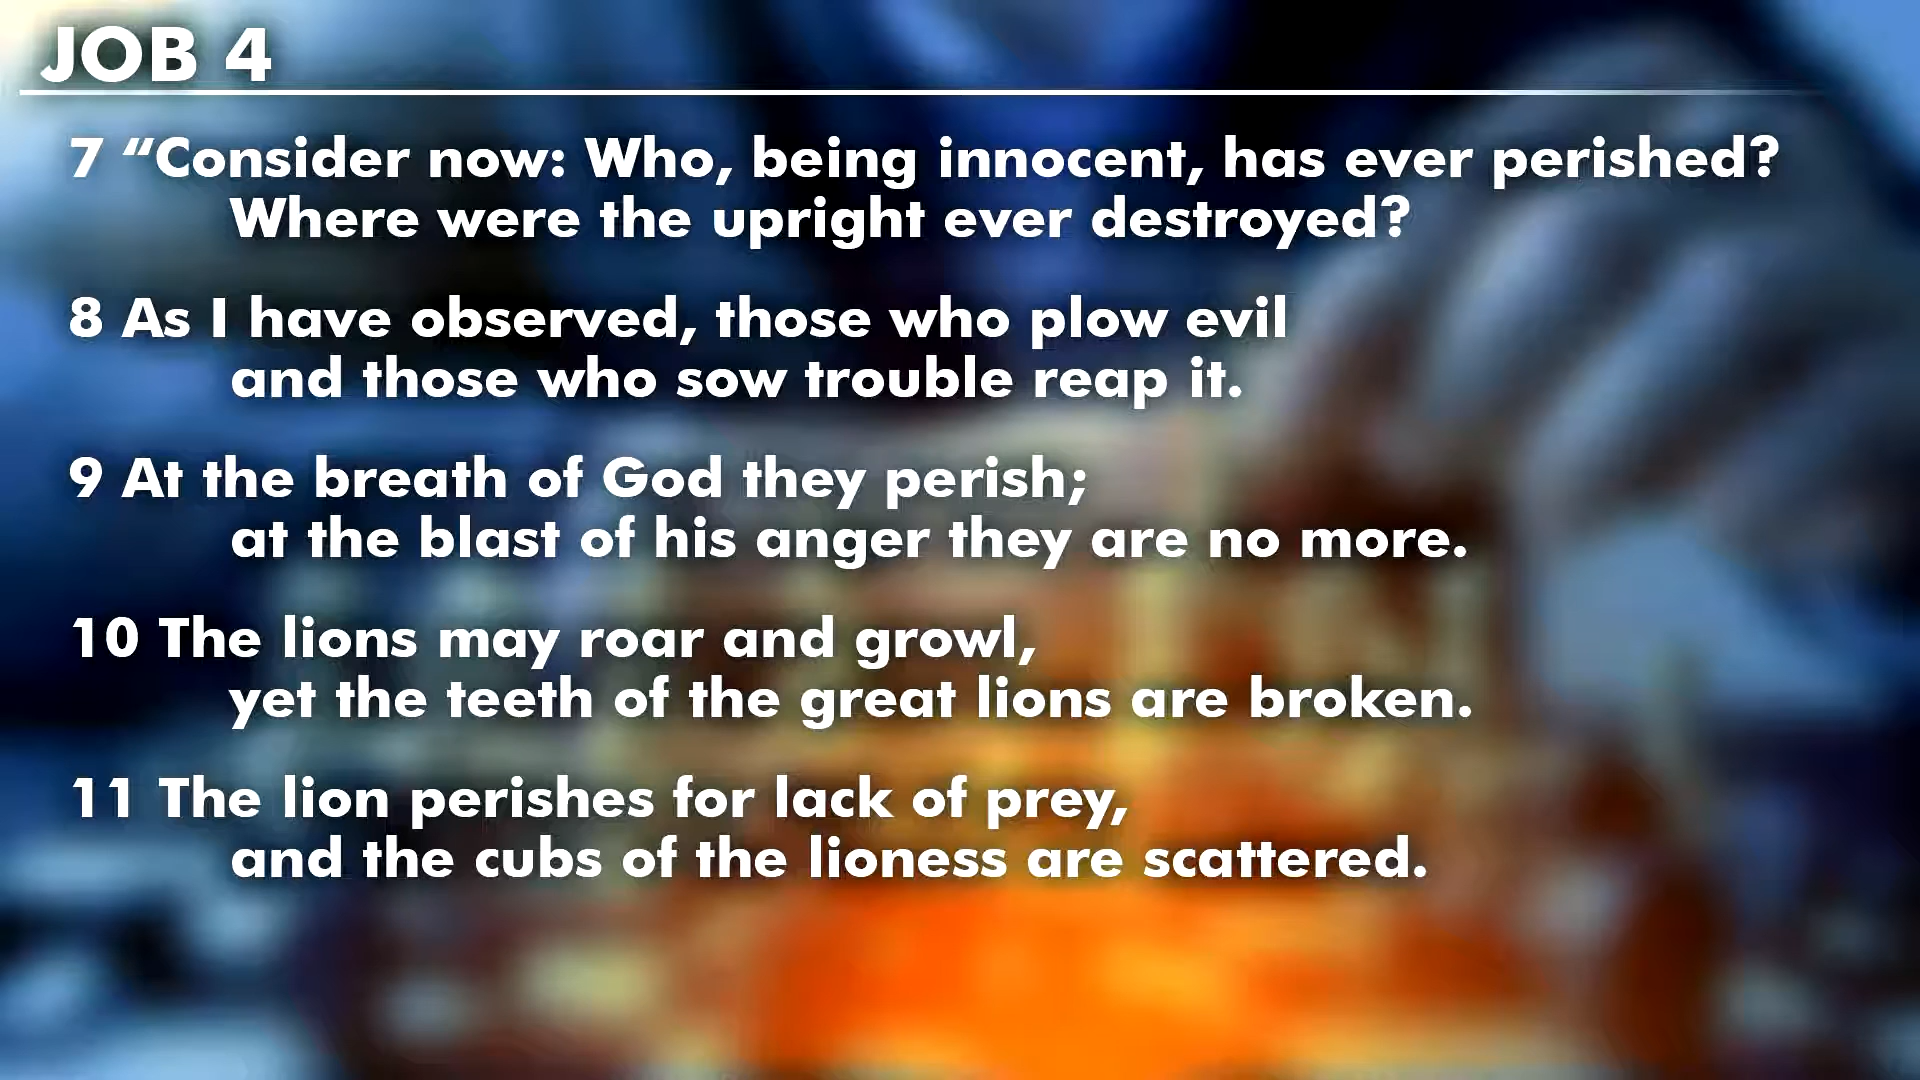 JOB 4
7 “Consider now: Who, being innocent, has ever perished?
Where were the upright ever destroyed?
8 As I have observed, those who plow evil
and those who sow trouble reap it.
9 At the breath of God they perish;
at the blast of his anger they are no more.
10 The lions may roar and growl,
yet the teeth of the great lions are broken.
11 The lion perishes for lack of prey,
and the cubs of the lioness are scattered.